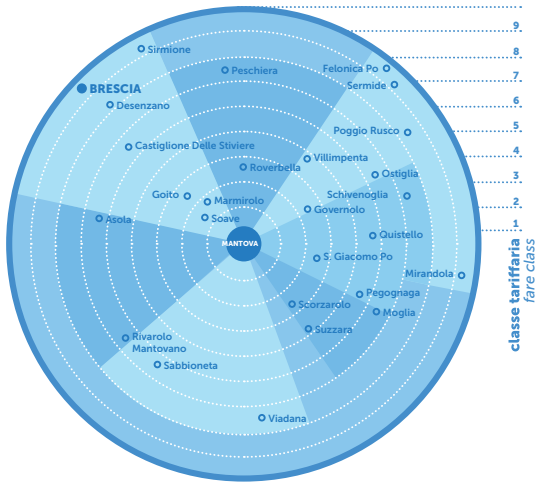 9
Sirmione
8
Peschiera
Felonica Po
7
Sermide
BRESCIA
6
Desenzano
5
Poggio Rusco
Castiglione Delle Stiviere
4
Villimpenta
Roverbella
Ostiglia
3
Goito
Marmirolo
Schivenoglia
2
Governolo
Soave
Asola
1
Quistello
MANTOVA
S. Giacomo Po
Mirandola
Pegognaga
Scorzarolo
Moglia
Suzzara
Rivarolo
Mantovano
Sabbioneta
Viadana
classe tariffaria
fare class